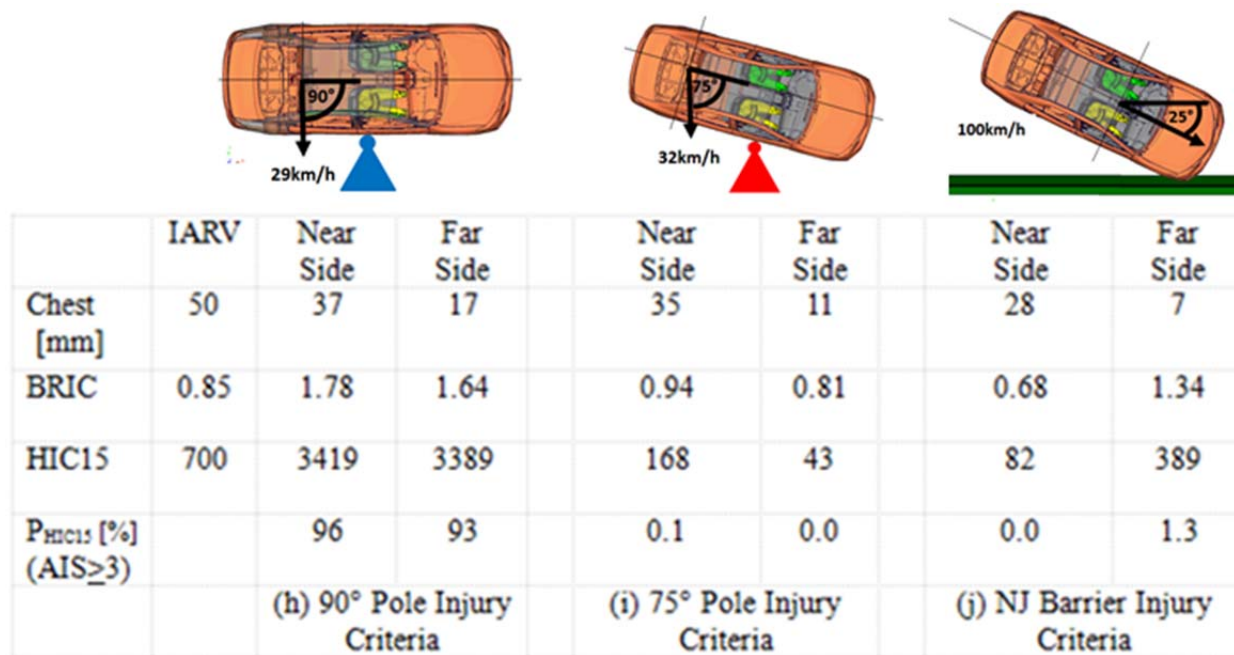 90°
29km/h
75°
32km/h
100km/h
25°
IARV Near Side Far Side Near Side Far Side Near Side Far Side
Chest [mm] 50 37 17 35 11 28 7
BRIC 0.85 1.78 1.64 0.94 0.81 0.68 1.34
HIC15 700 3419 3389 168 43 82 389
PHIC15 [%] (AIS≥3) 96 93 0.1 0.0 0.0 1.3
(h) 90° Pole Injury Criteria (i) 75° Pole Injury Criteria (j) NJ Barrier Injury Criteria